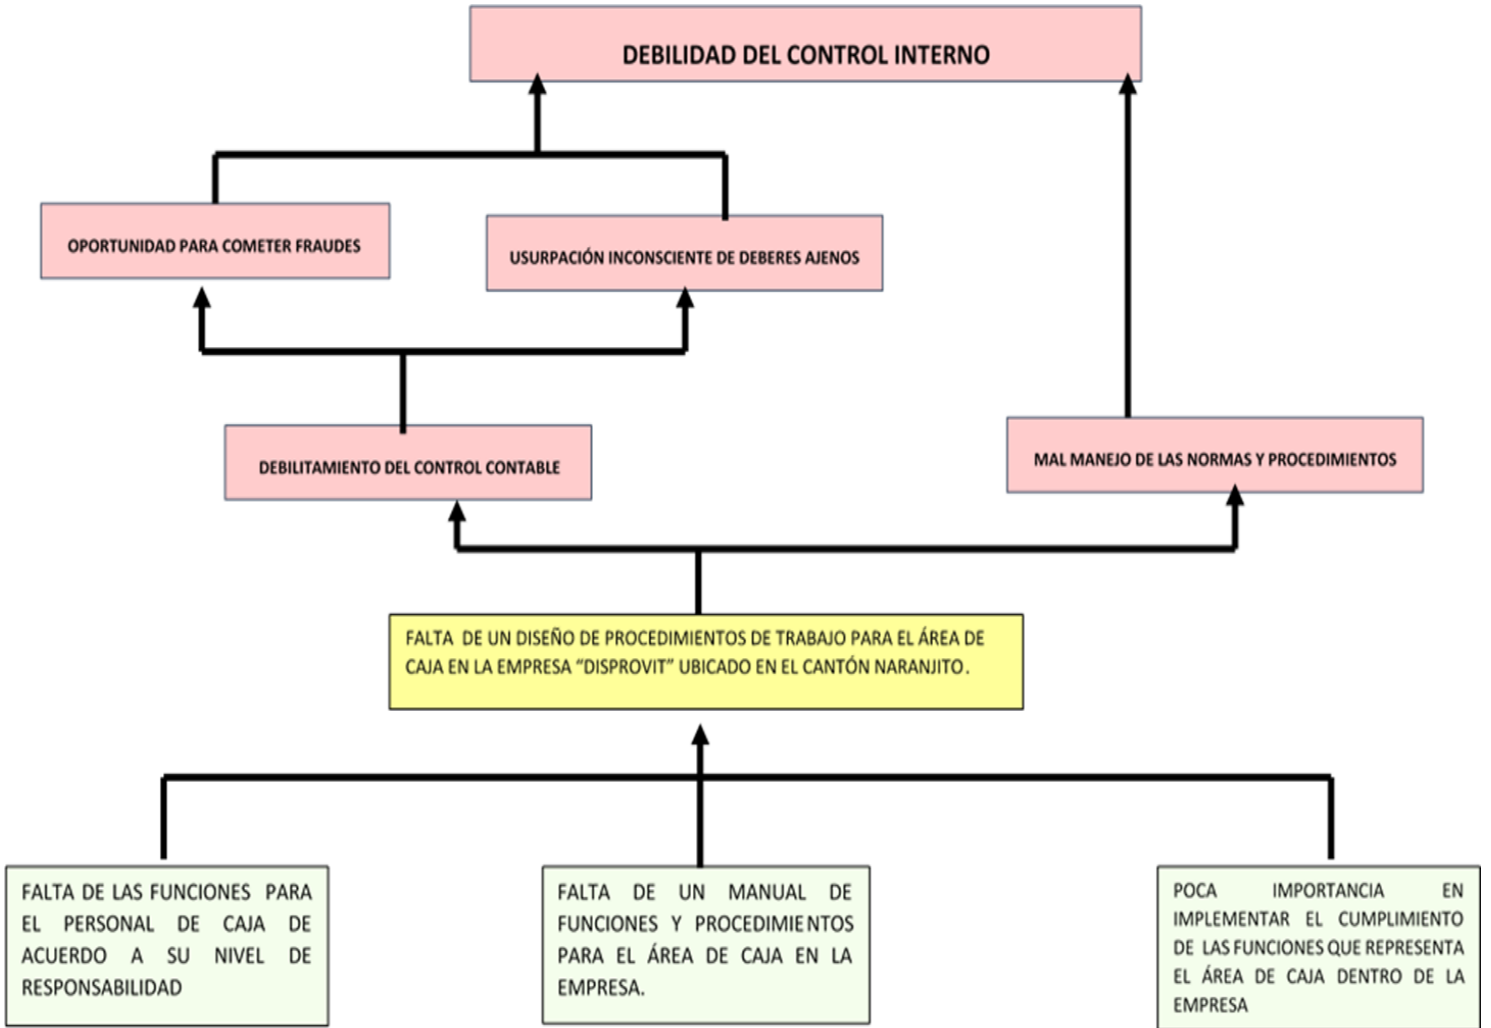 DEBILIDAD DEL CONTROL INTERNO
OPORTUNIDAD PARA COMETER FRAUDES
USURPACIÓN INCONSCIENTE DE DEBERES AJENOS
DEBILITAMIENTO DEL CONTROL CONTABLE
MAL MANEJO DE LAS NORMAS Y PROCEDIMIENTOS
FALTA DE UN DISEÑO DE PROCEDIMIENTOS DE TRABAJO PARA EL ÁREA DE
CAJA EN LA EMPRESA “DISPROVIT” UBICADO EN EL CANTÓN NARANJITO.
FALTA DE LAS FUNCIONES PARA
EL PERSONAL DE CAJA DE
ACUERDO A SU NIVEL DE
RESPONSABILIDAD
FALTA DE UN MANUAL DE
FUNCIONES Y PROCEDIMIENTOS
PARA EL ÁREA DE CAJA EN LA
EMPRESA.
POCA IMPORTANCIA EN
IMPLEMENTAR EL CUMPLIMIENTO
DE LAS FUNCIONES QUE REPRESENTA
EL ÁREA DE CAJA DENTRO DE LA
EMPRESA